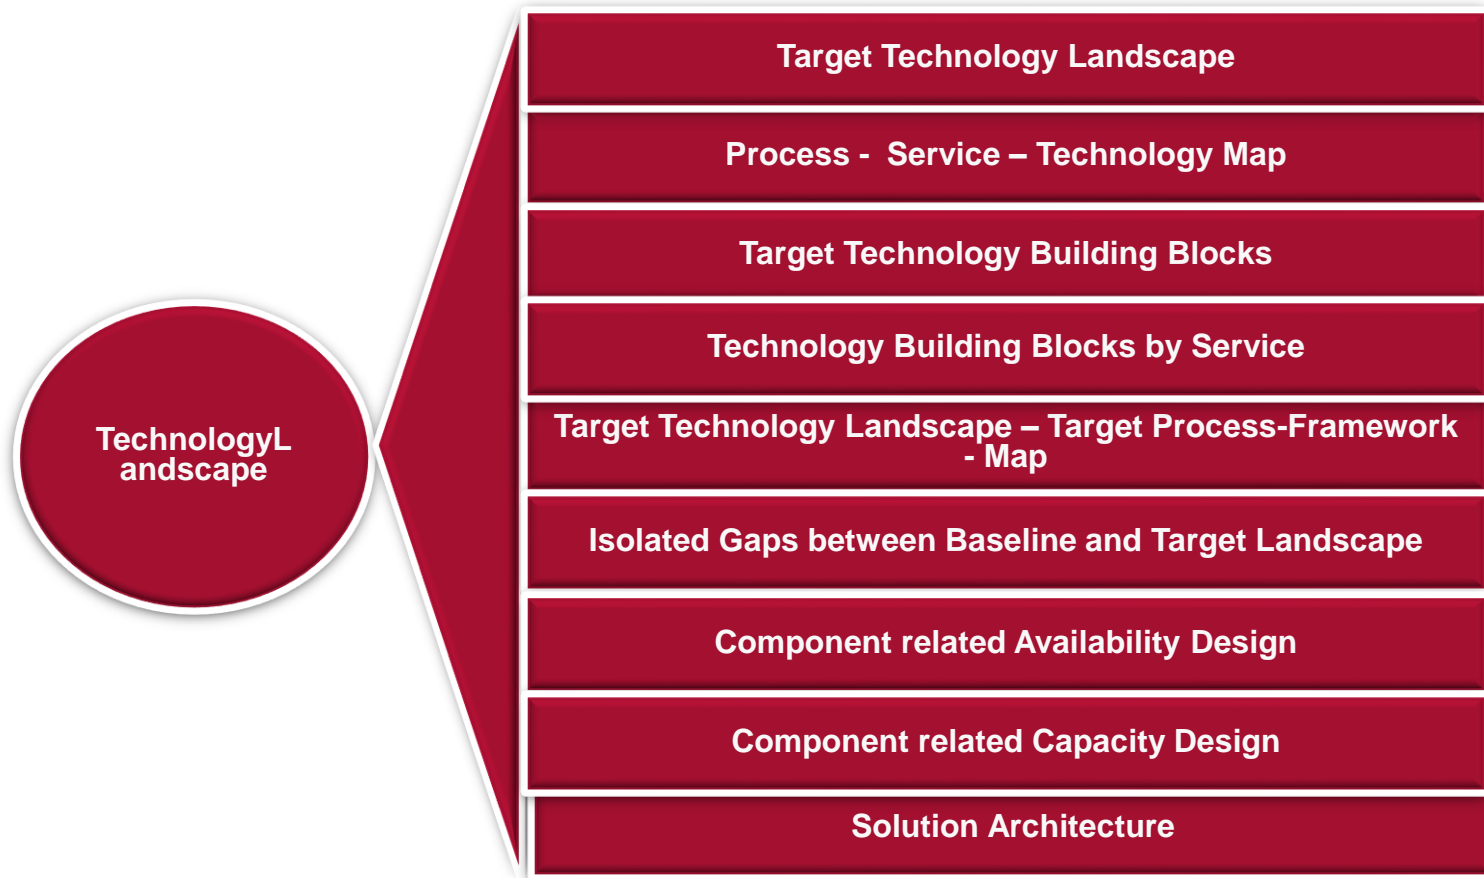 Target Technology Landscape
Process -  Service – Technology Map
Target Technology Building Blocks
Technology Building Blocks by Service
TechnologyL
andscape
Target Technology Landscape – Target Process-Framework
- Map
Isolated Gaps between Baseline and Target Landscape
Component related Availability Design
Component related Capacity Design
Solution Architecture